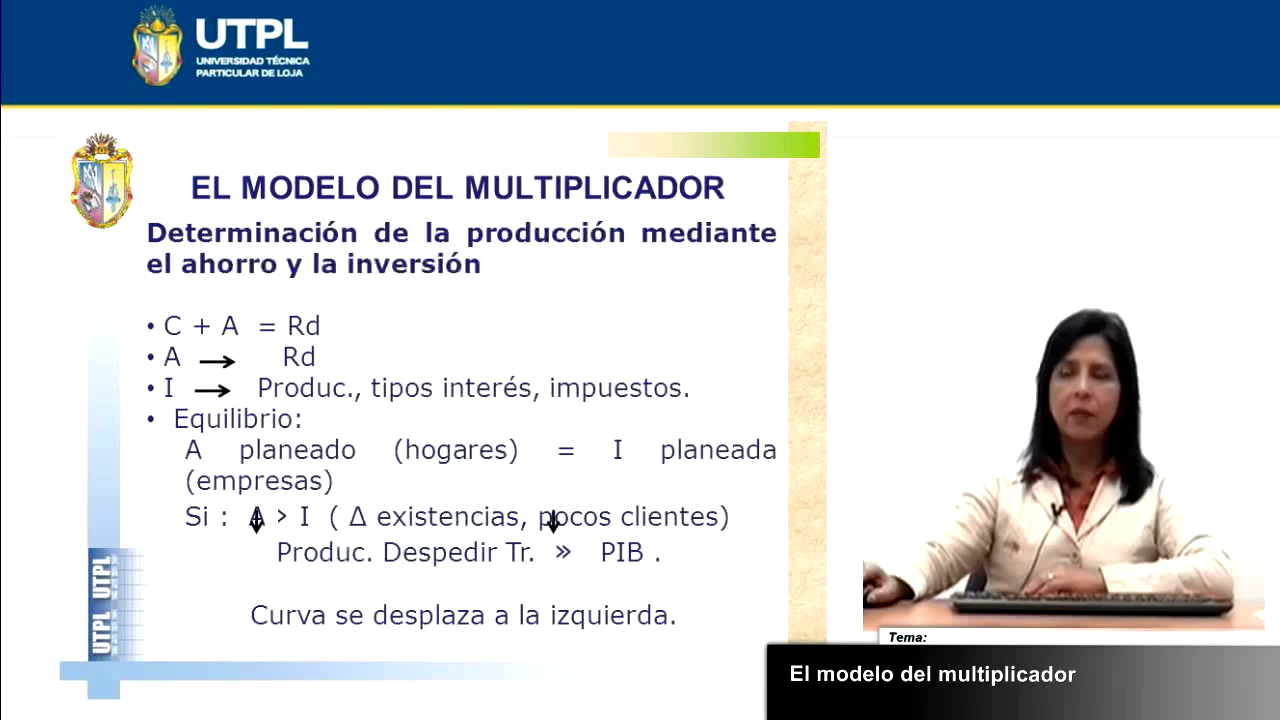 UTPL
UNIVERSIDAD TÉCNICA
PARTICULAR DE LOJA
EL MODELO DEL MULTIPLICADOR
Determinación de la producción mediante
el ahorro y la inversión
• C + A = Rd
• A → Rd
• I → Produc., tipos interés, impuestos.
• Equilibrio:
A planeado (hogares) = I planeada
(empresas)
Si : A > I ( Δ existencias, pocos clientes)
↓ Produc. Despedir Tr. » ↓ PIB .
Curva se desplaza a la izquierda.
UTPL UTPL
Tema:
El modelo del multiplicador